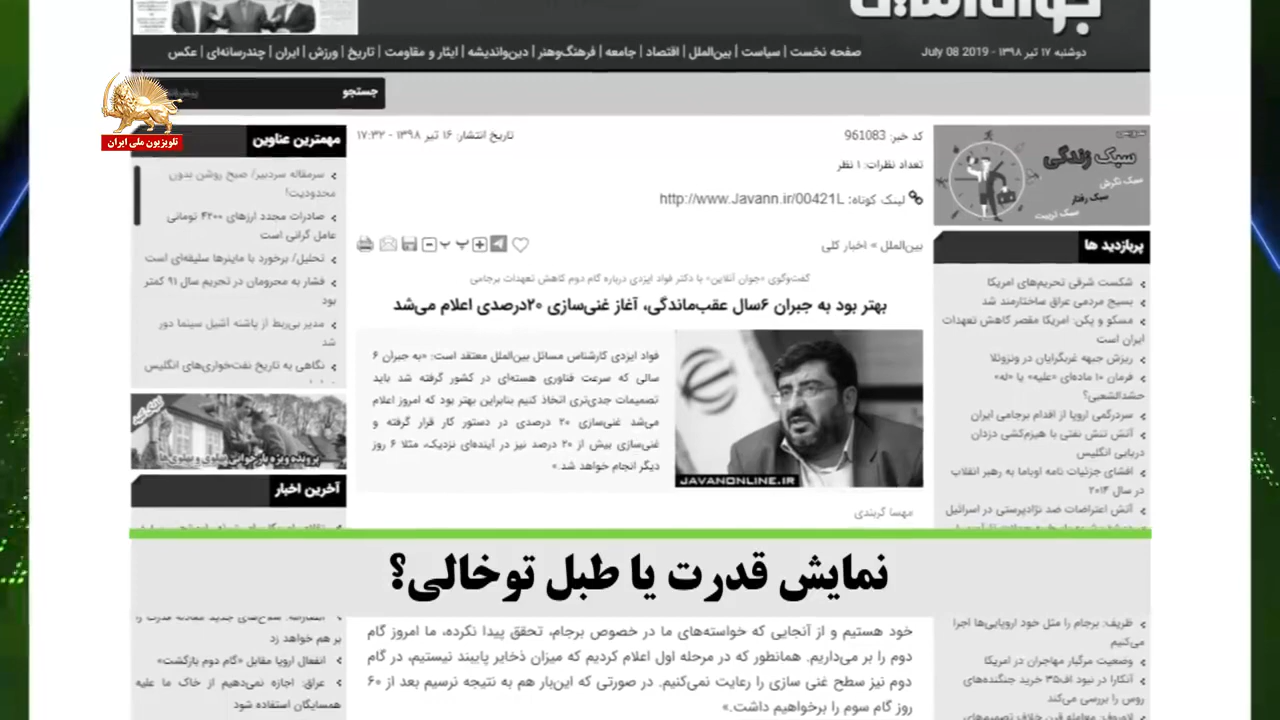 جوان آنلاین
دوشنبه ۱۷ تیر ۱۳۹۸ - July 08 2019
صفحه نخست | سیاست | بین‌الملل | اقتصاد | جامعه | فرهنگ‌وهنر | دین‌واندیشه | ایثار و مقاومت | تاریخ | ورزش | ایران | چندرسانه‌ای | عکس
جستجو
تلویزیون ملی ایران
سبک زندگی
سبک نگرش
سبک رفتار
سبک تربیت
کد خبر: 961083
تاریخ انتشار: ۱۶ تیر ۱۳۹۸ - ۱۷:۳۲
تعداد نظرات: ۱ نظر
لینک کوتاه: http://www.Javann.ir/00421L
بین‌الملل » اخبار کلی
گفت‌وگوی «جوان آنلاین» با دکتر فواد ایزدی درباره گام دوم کاهش تعهدات برجامی
بهتر بود به جبران ۶سال عقب‌ماندگی، آغاز غنی‌سازی ۲۰درصدی اعلام می‌شد
فواد ایزدی کارشناس مسائل بین‌الملل معتقد است: «به جبران ۶
سالی که سرعت فناوری هسته‌ای در کشور گرفته شد باید
تصمیمات جدی‌تری اتخاذ کنیم بنابراین بهتر بود که امروز اعلام
می‌شد غنی‌سازی ۲۰ درصدی در دستور کار قرار گرفته و
غنی‌سازی بیش از ۲۰ درصد نیز در آینده‌ای نزدیک، مثلا ۶ روز
دیگر انجام خواهد شد.»
JAVANONLINE.IR
مهسا گربندی
پربازدید ها
شکست شرقی تحریم‌های امریکا
بسیج مردمی عراق ساختارمند شد
مسکو و پکن: امریکا مقصر کاهش تعهدات
ایران است
ریزش جبهه غربگرایان در ونزوئلا
فرمان ۱۰ ماده‌ای «علیه» یا «له»
حشدالشعبی؟
سردرگمی اروپا از اقدام برجامی ایران
آتش تنش نفتی با هیزم‌کشی دزدان
دریایی انگلیس
افشای جزئیات نامه اوباما به رهبر انقلاب
در سال ۲۰۱۴
آتش اعتراضات ضد نژادپرستی در اسرائیل
مهمترین عناوین
سرمقاله سردبیر/ صبح روشن بدون
محدودیت!
صادرات مجدد ارزهای ۴۲۰۰ تومانی
عامل گرانی است
تحلیل/ برخورد با ماینرها سلیقه‌ای است
فشار به محرومان در تحریم سال ۹۱ کمتر
بود
مدیر بی‌ربط از پاشنه آشیل سینما دور
شد
نگاهی به تاریخ نفت‌خواری‌های انگلیس
پرونده ویژه بازخوانی پهلوی و پهلوی‌ها
آخرین اخبار
نمایش قدرت یا طبل توخالی؟
خود هستیم و از آنجایی که خواسته‌های ما در خصوص برجام، تحقق پیدا نکرده، ما امروز گام
دوم را بر می‌داریم. همانطور که در مرحله اول اعلام کردیم که میزان ذخایر پایبند نیستیم، در گام
دوم نیز سطح غنی سازی را رعایت نمی‌کنیم. در صورتی که این‌بار هم به نتیجه نرسیم بعد از ۶۰
روز گام سوم را برخواهیم داشت.»
ظریف: برجام را مثل خود اروپایی‌ها اجرا
می‌کنیم
وضعیت مرگبار مهاجران در امریکا
آنکارا در نبود اف۳۵ خرید جنگنده‌های
روس را بررسی می‌کند
بر هم خواهد زد
انفعال اروپا مقابل «گام دوم بازگشت»
عراق: اجازه نمی‌دهیم از خاک ما علیه
همسایگان استفاده شود